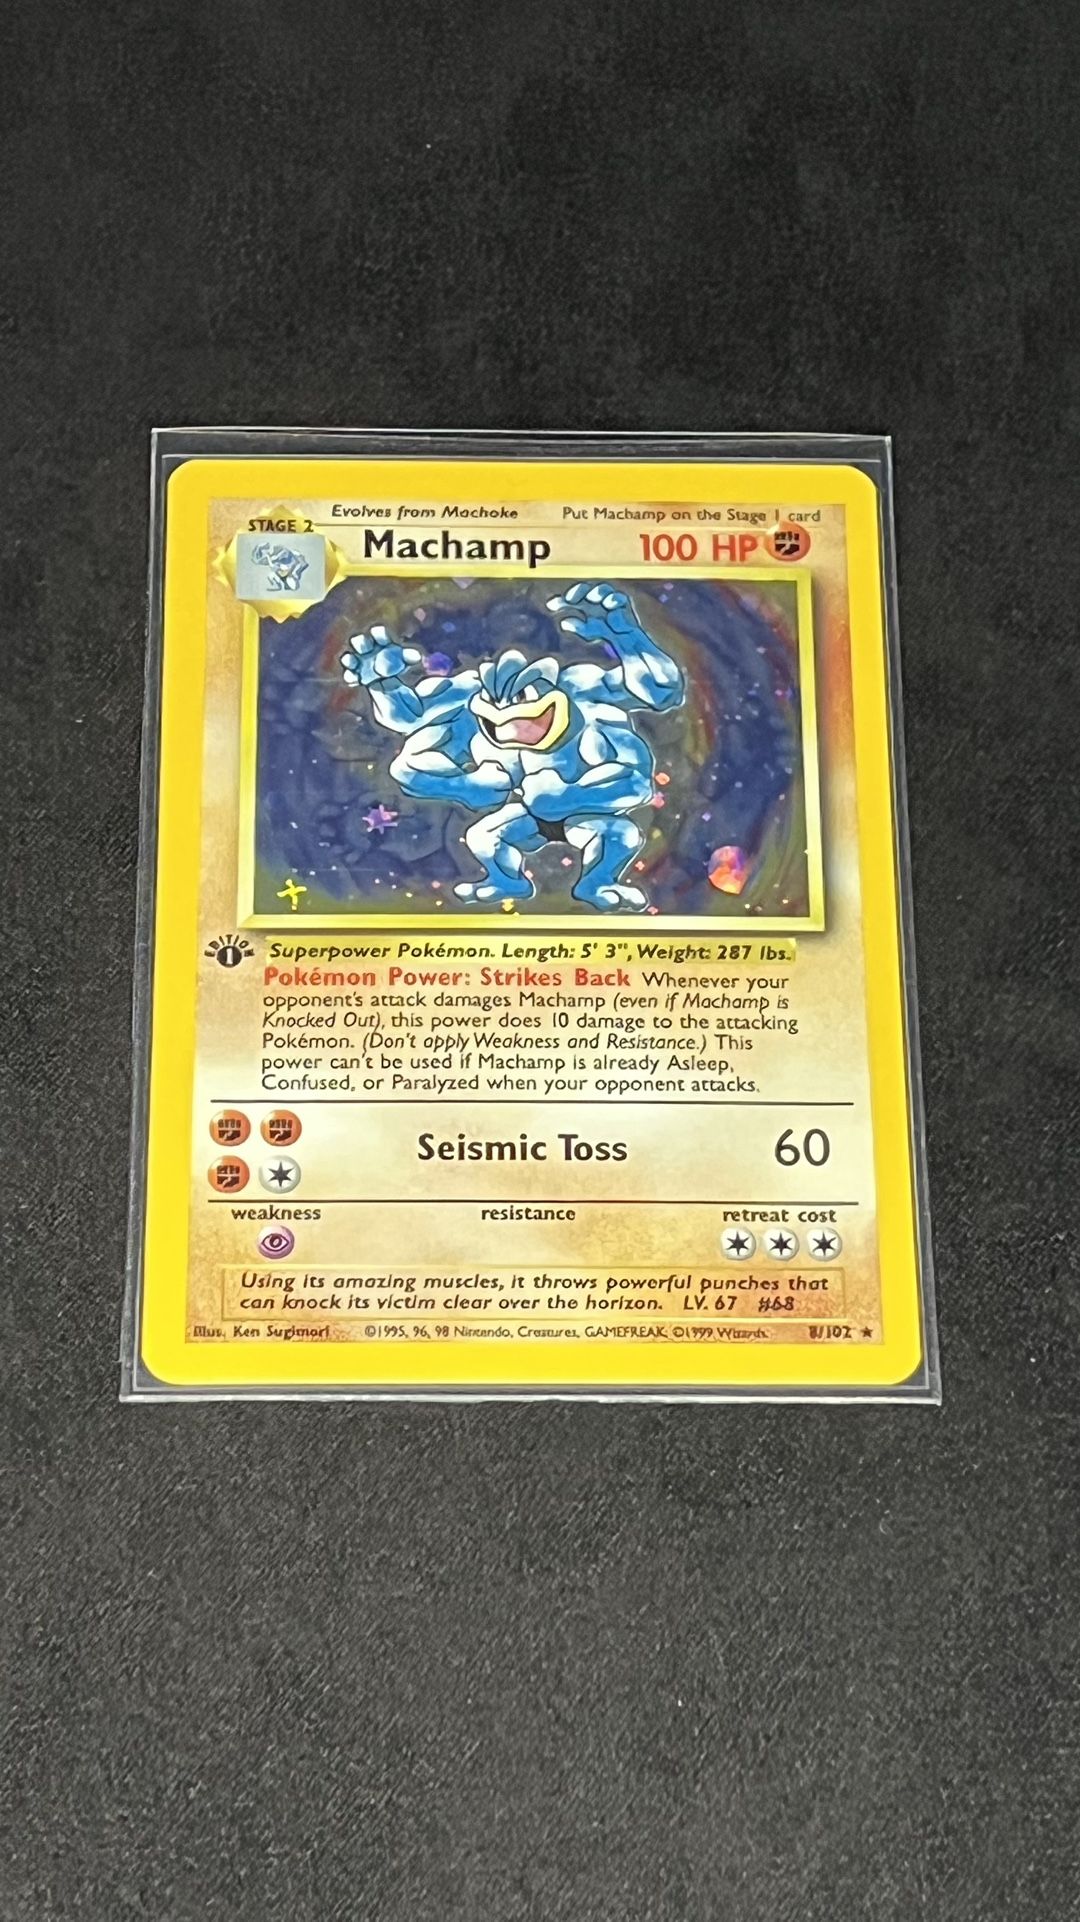 Evolves from Machoke Put Machamp on the Stage 1 card
STAGE 2
Machamp 100 HP
EDITION
1
Superpower Pokémon. Length: 5' 3", Weight: 287 lbs.
Pokémon Power: Strikes Back Whenever your
opponent's attack damages Machamp (even if Machamp is
Knocked Out), this power does 10 damage to the attacking
Pokémon. (Don't apply Weakness and Resistance.) This
power can't be used if Machamp is already Asleep,
Confused, or Paralyzed when your opponent attacks.
Seismic Toss 60
weakness resistance retreat cost
Using its amazing muscles, it throws powerful punches that
can knock its victim clear over the horizon. LV. 67 #68
Illus. Ken Sugimori ©1995, 96, 98 Nintendo, Creatures, GAMEFREAK. ©1999 Wizards. 8/102 ★